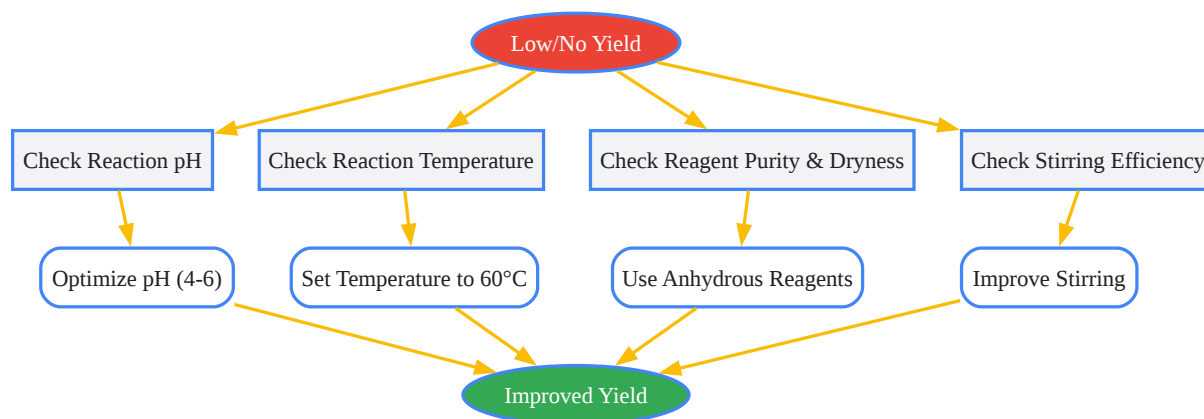 Low/No Yield
Check Reaction pH
Check Reaction Temperature
Check Reagent Purity & Dryness
Check Stirring Efficiency
Optimize pH (4-6)
Set Temperature to 60°C
Use Anhydrous Reagents
Improve Stirring
Improved Yield